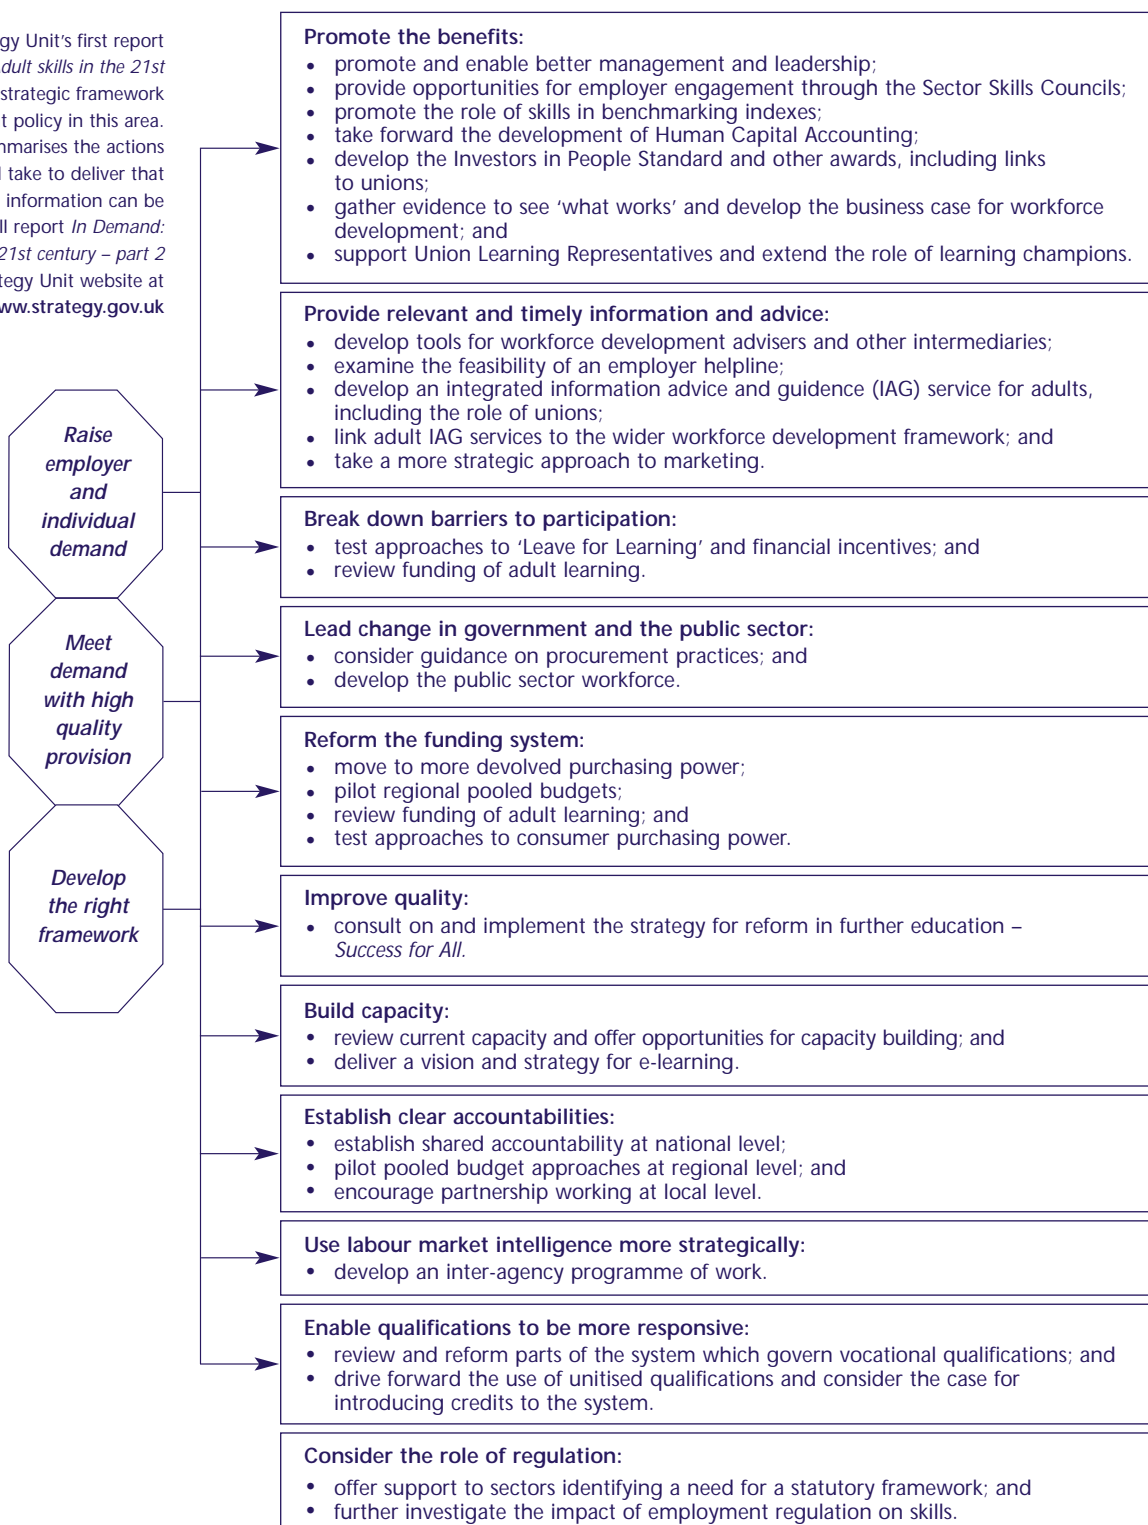 gy Unit's first report
dult skills in the 21st
strategic framework
t policy in this area.
mmarises the actions
l take to deliver that
information can be
ll report In Demand:
21st century – part 2
tegy Unit website at
ww.strategy.gov.uk
Raise
employer
and
individual
demand
Meet
demand
with high
quality
provision
Develop
the right
framework
Promote the benefits:
• promote and enable better management and leadership;
• provide opportunities for employer engagement through the Sector Skills Councils;
• promote the role of skills in benchmarking indexes;
• take forward the development of Human Capital Accounting;
• develop the Investors in People Standard and other awards, including links
to unions;
• gather evidence to see 'what works' and develop the business case for workforce
development; and
• support Union Learning Representatives and extend the role of learning champions.
Provide relevant and timely information and advice:
• develop tools for workforce development advisers and other intermediaries;
• examine the feasibility of an employer helpline;
• develop an integrated information advice and guidence (IAG) service for adults,
including the role of unions;
• link adult IAG services to the wider workforce development framework; and
• take a more strategic approach to marketing.
Break down barriers to participation:
• test approaches to 'Leave for Learning' and financial incentives; and
• review funding of adult learning.
Lead change in government and the public sector:
• consider guidance on procurement practices; and
• develop the public sector workforce.
Reform the funding system:
• move to more devolved purchasing power;
• pilot regional pooled budgets;
• review funding of adult learning; and
• test approaches to consumer purchasing power.
Improve quality:
• consult on and implement the strategy for reform in further education –
Success for All.
Build capacity:
• review current capacity and offer opportunities for capacity building; and
• deliver a vision and strategy for e-learning.
Establish clear accountabilities:
• establish shared accountability at national level;
• pilot pooled budget approaches at regional level; and
• encourage partnership working at local level.
Use labour market intelligence more strategically:
• develop an inter-agency programme of work.
Enable qualifications to be more responsive:
• review and reform parts of the system which govern vocational qualifications; and
• drive forward the use of unitised qualifications and consider the case for
introducing credits to the system.
Consider the role of regulation:
• offer support to sectors identifying a need for a statutory framework; and
• further investigate the impact of employment regulation on skills.